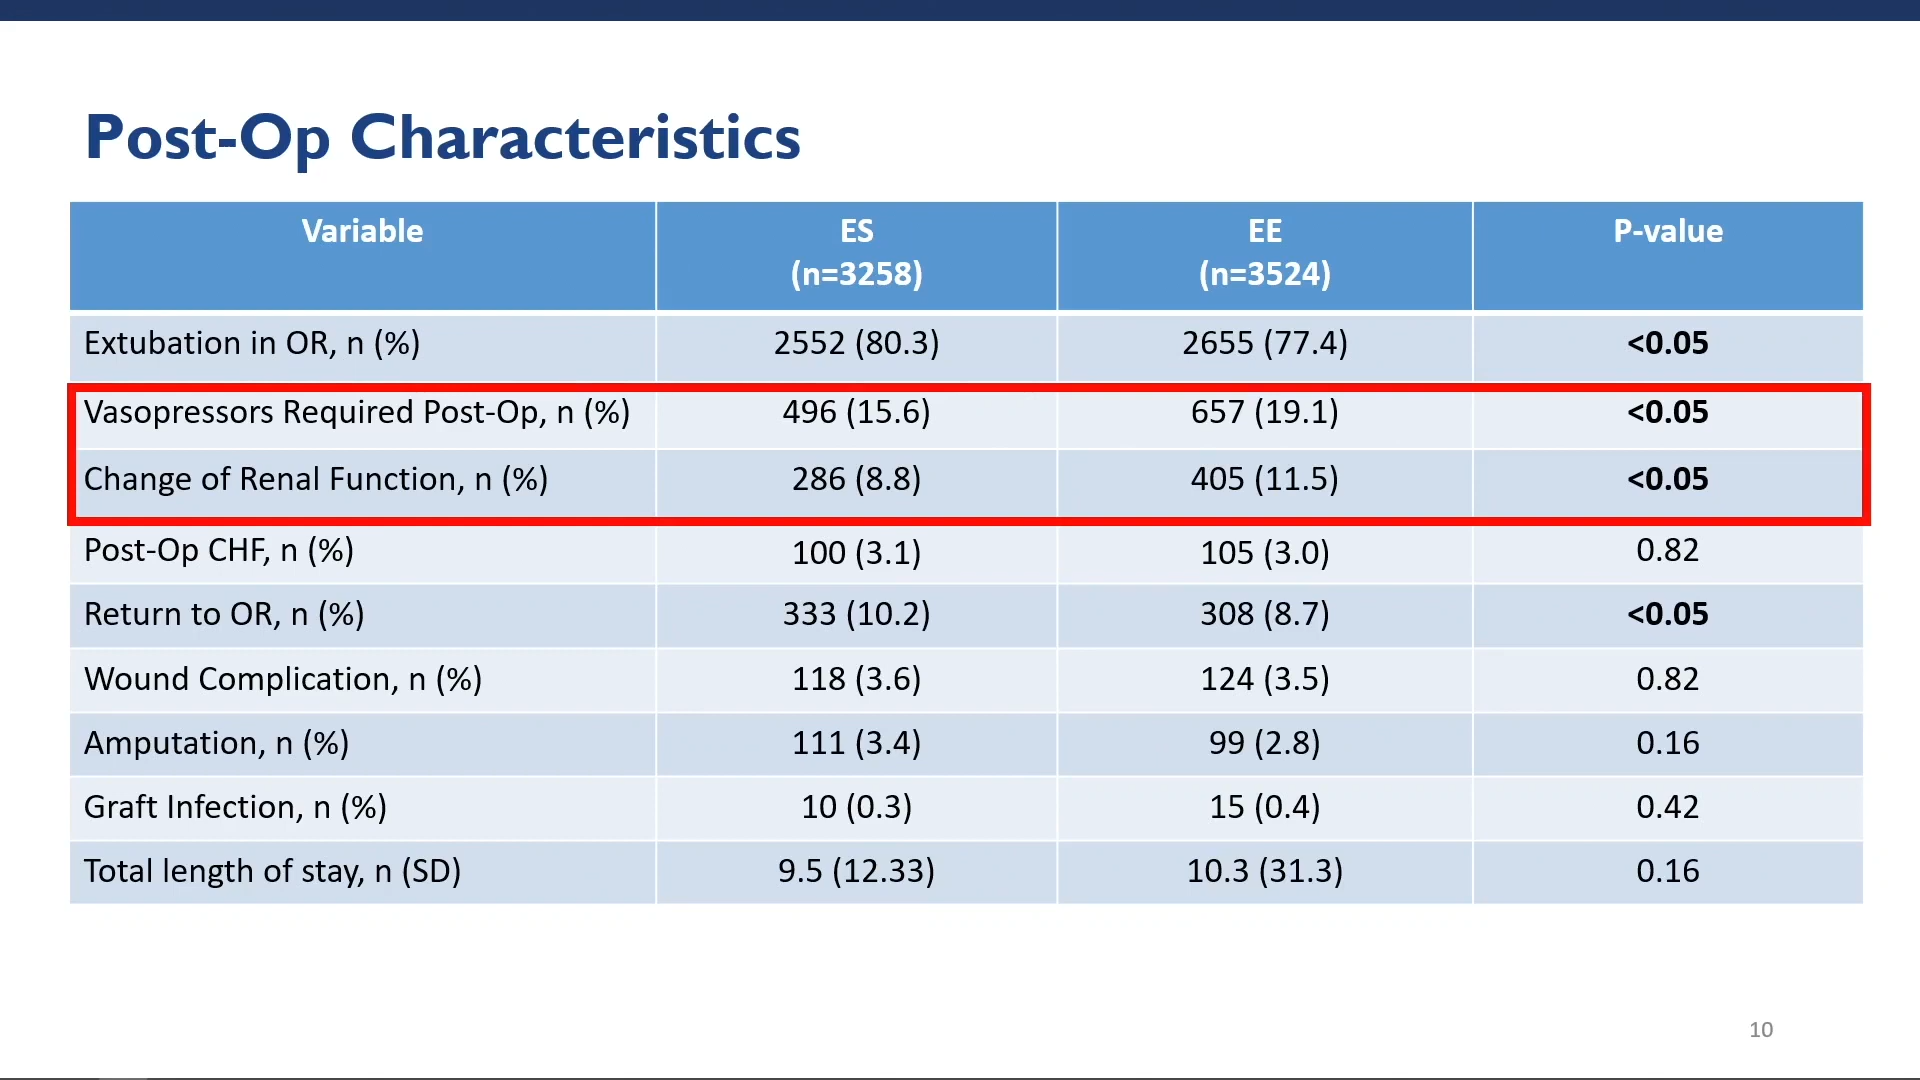 Post-Op Characteristics
Variable ES EE P-value
(n=3258) (n=3524)
Extubation in OR, n (%) 2552 (80.3) 2655 (77.4) <0.05
Vasopressors Required Post-Op, n (%) 496 (15.6) 657 (19.1) <0.05
Change of Renal Function, n (%) 286 (8.8) 405 (11.5) <0.05
Post-Op CHF, n (%) 100 (3.1) 105 (3.0) 0.82
Return to OR, n (%) 333 (10.2) 308 (8.7) <0.05
Wound Complication, n (%) 118 (3.6) 124 (3.5) 0.82
Amputation, n (%) 111 (3.4) 99 (2.8) 0.16
Graft Infection, n (%) 10 (0.3) 15 (0.4) 0.42
Total length of stay, n (SD) 9.5 (12.33) 10.3 (31.3) 0.16
10